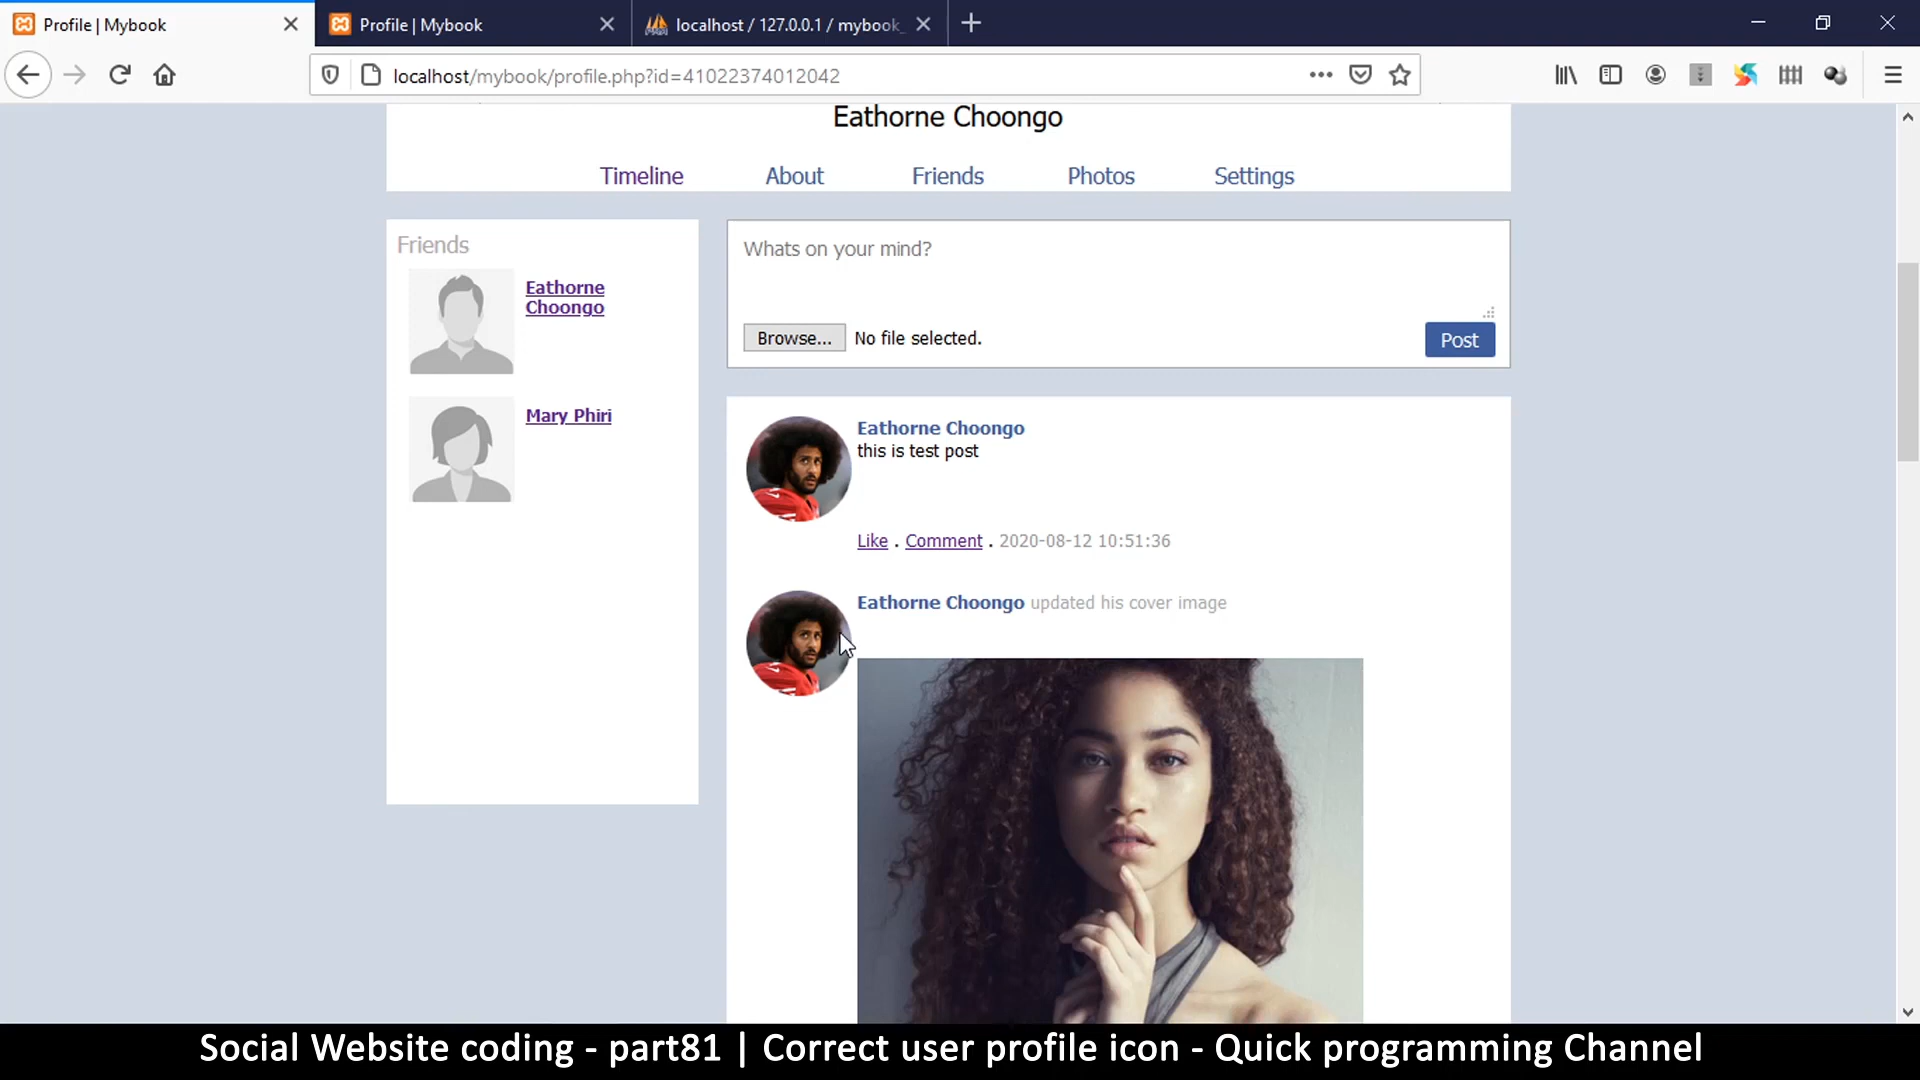 Profile | Mybook
Profile | Mybook
localhost / 127.0.0.1 / mybook_
localhost/mybook/profile.php?id=41022374012042
Eathorne Choongo
Timeline
About
Friends
Photos
Settings
Friends
Eathorne
Choongo
Mary Phiri
Whats on your mind?
Browse...
No file selected.
Post
Eathorne Choongo
this is test post
Like . Comment . 2020-08-12 10:51:36
Eathorne Choongo updated his cover image
Social Website coding - part81 | Correct user profile icon - Quick programming Channel